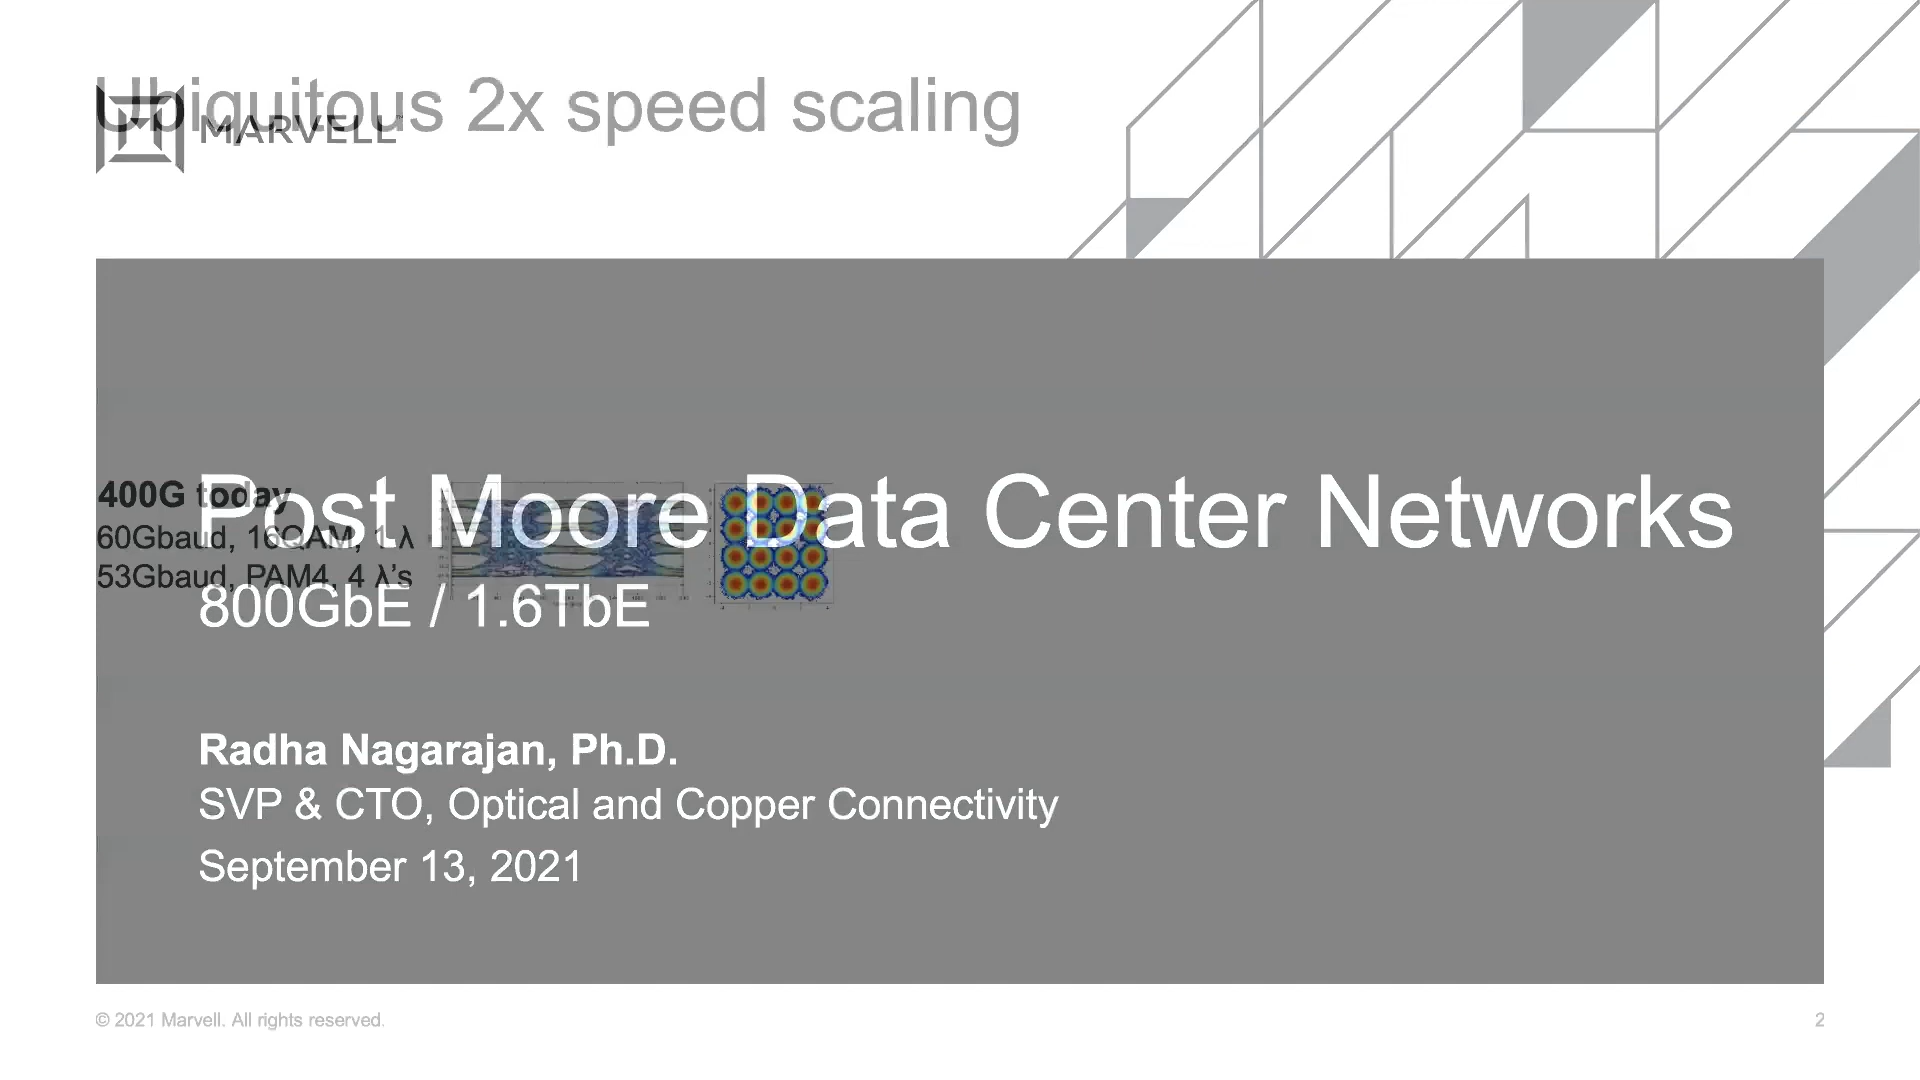 Ubiquitous 2x speed scaling
MARVELL
Post Moore Data Center Networks
400G today
60Gbaud, 16QAM, 1 λ
53Gbaud, PAM4, 4 λ's
800GbE / 1.6TbE
Radha Nagarajan, Ph.D.
SVP & CTO, Optical and Copper Connectivity
September 13, 2021
© 2021 Marvell. All rights reserved.
2